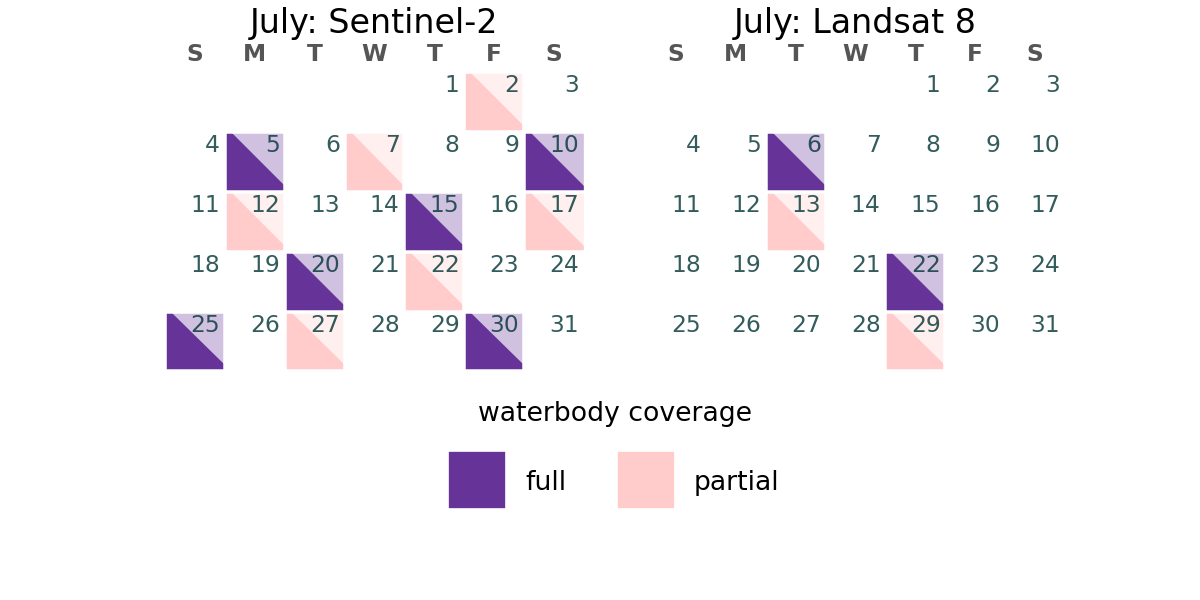 July: Sentinel-2
S M T W T F S
1 2 3
4 5 6 7 8 9 10
11 12 13 14 15 16 17
18 19 20 21 22 23 24
25 26 27 28 29 30 31
July: Landsat 8
S M T W T F S
1 2 3
4 5 6 7 8 9 10
11 12 13 14 15 16 17
18 19 20 21 22 23 24
25 26 27 28 29 30 31
waterbody coverage
full partial